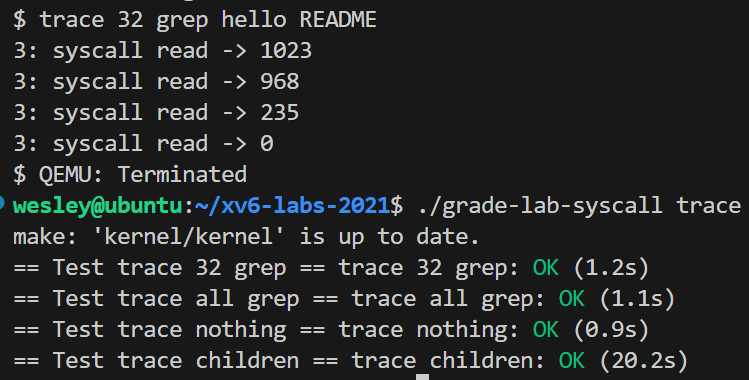 $ trace 32 grep hello README
3: syscall read -> 1023
3: syscall read -> 968
3: syscall read -> 235
3: syscall read -> 0
$ QEMU: Terminated
wesley@ubuntu:~/xv6-labs-2021$ ./grade-lab-syscall trace
make: 'kernel/kernel' is up to date.
== Test trace 32 grep == trace 32 grep: OK (1.2s)
== Test trace all grep == trace all grep: OK (1.1s)
== Test trace nothing == trace nothing: OK (0.9s)
== Test trace children == trace children: OK (20.2s)